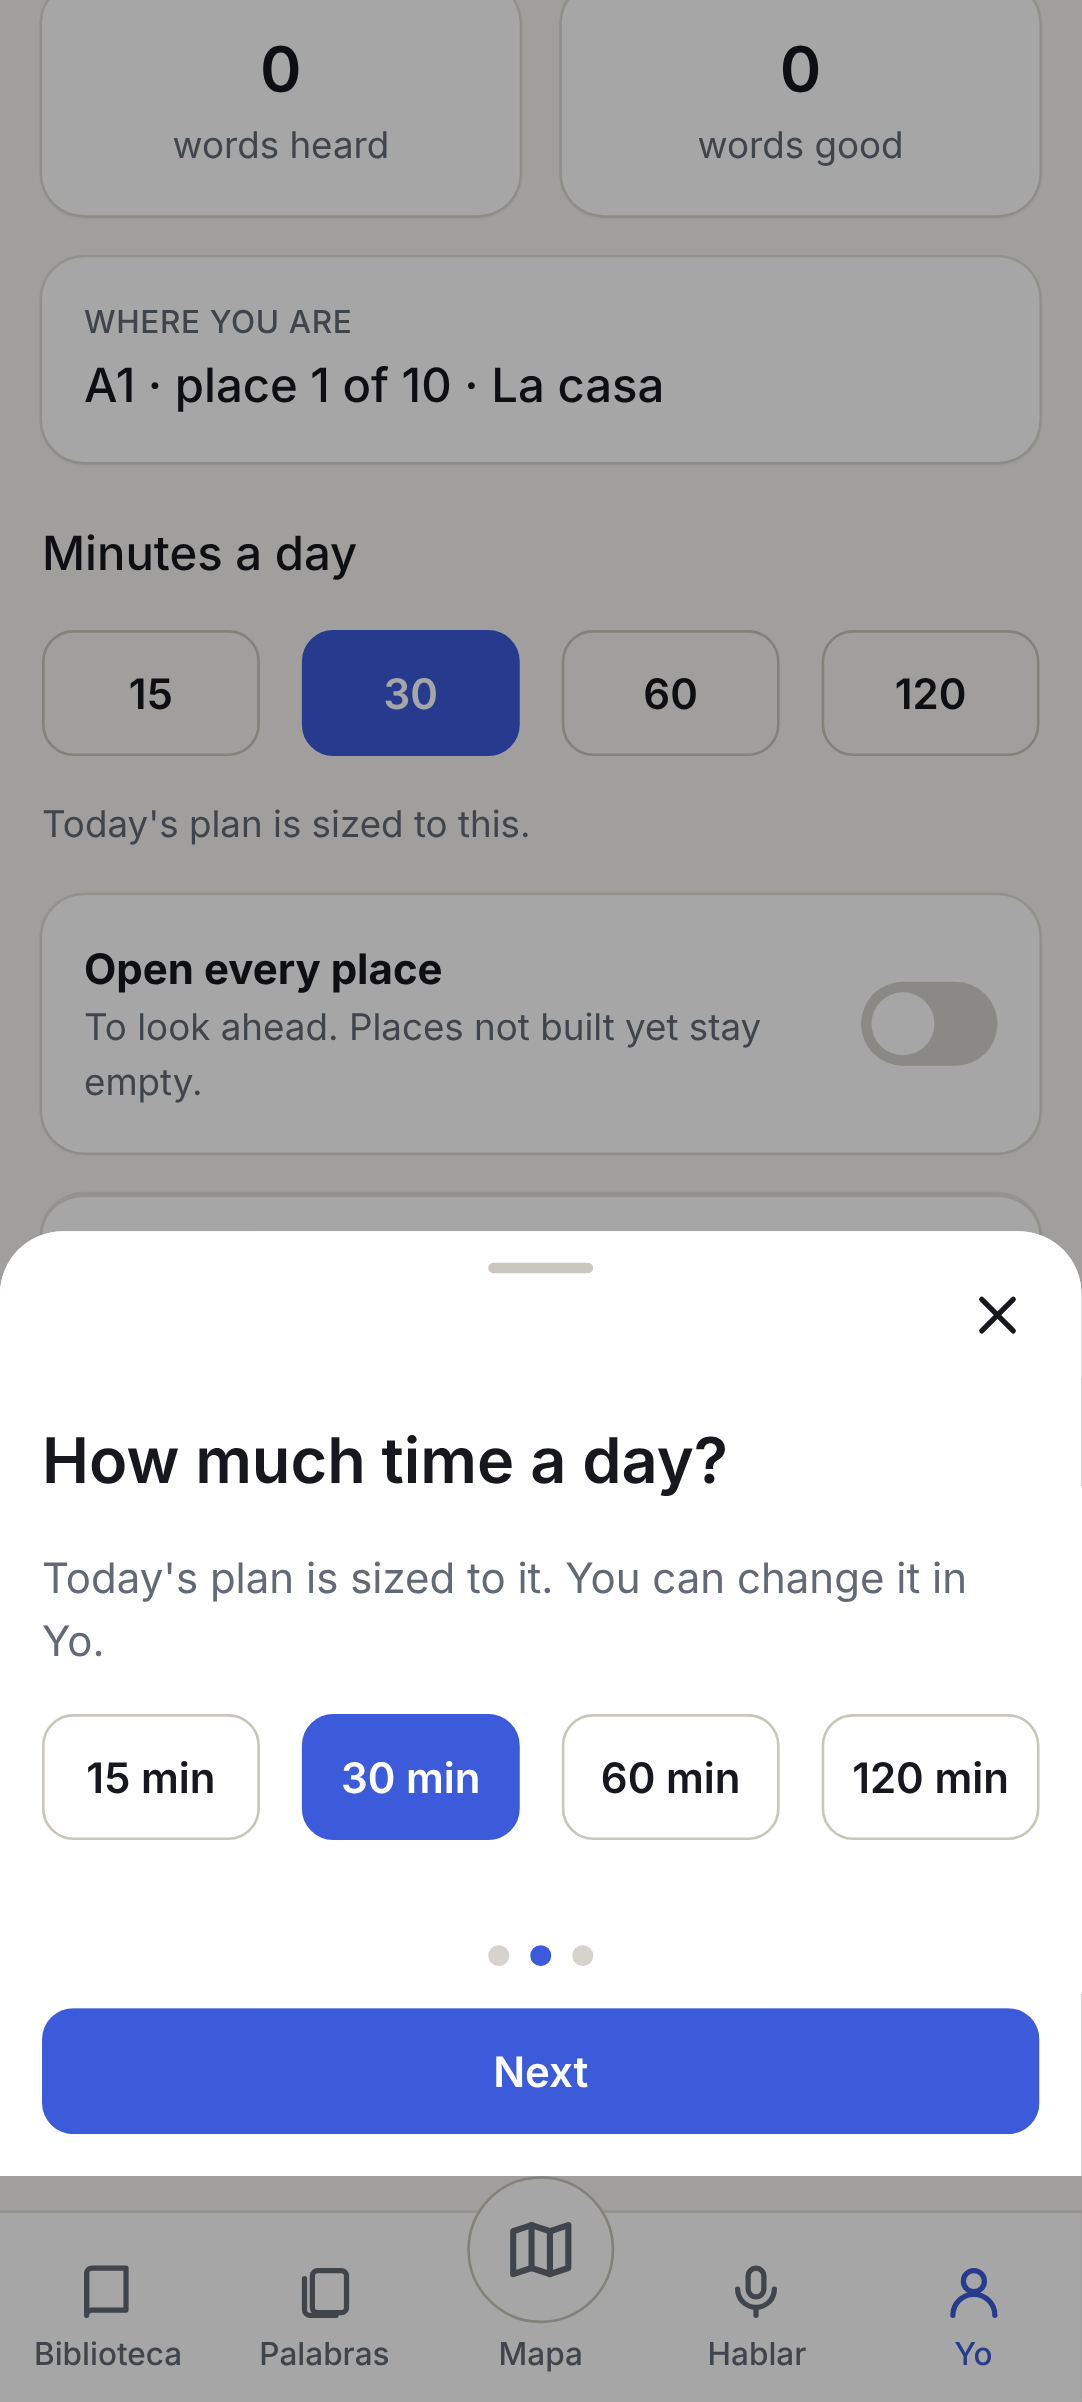 0
words heard
0
words good
WHERE YOU ARE
A1 · place 1 of 10 · La casa
Minutes a day
15
30
60
120
Today's plan is sized to this.
Open every place
To look ahead. Places not built yet stay
empty.
How much time a day?
Today's plan is sized to it. You can change it in
Yo.
15 min
30 min
60 min
120 min
Next
Biblioteca
Palabras
Mapa
Hablar
Yo